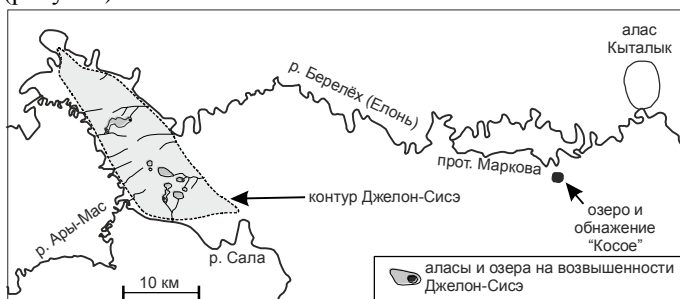 алас
Кыталык
р. Берелёх (Елонь)
прот. Маркова
контур Джелон-Сисэ
озеро и
обнажение
“Косое”
р. Ары-Мас
р. Сала
10 км
аласы и озера на возвышенности
Джелон-Сисэ